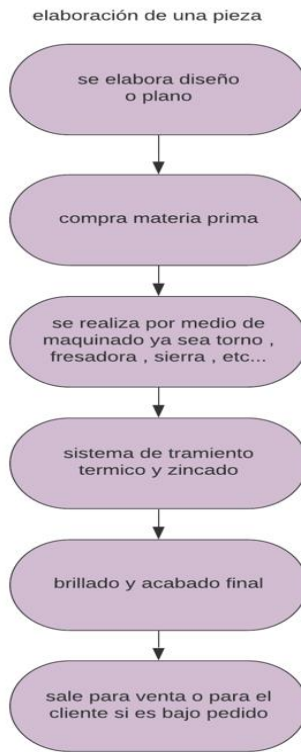 elaboración de una pieza
se elabora diseño
o plano
compra materia prima
se realiza por medio de
maquinado ya sea torno ,
fresadora , sierra , etc...
sistema de tramiento
termico y zincado
brillado y acabado final
sale para venta o para el
cliente si es bajo pedido